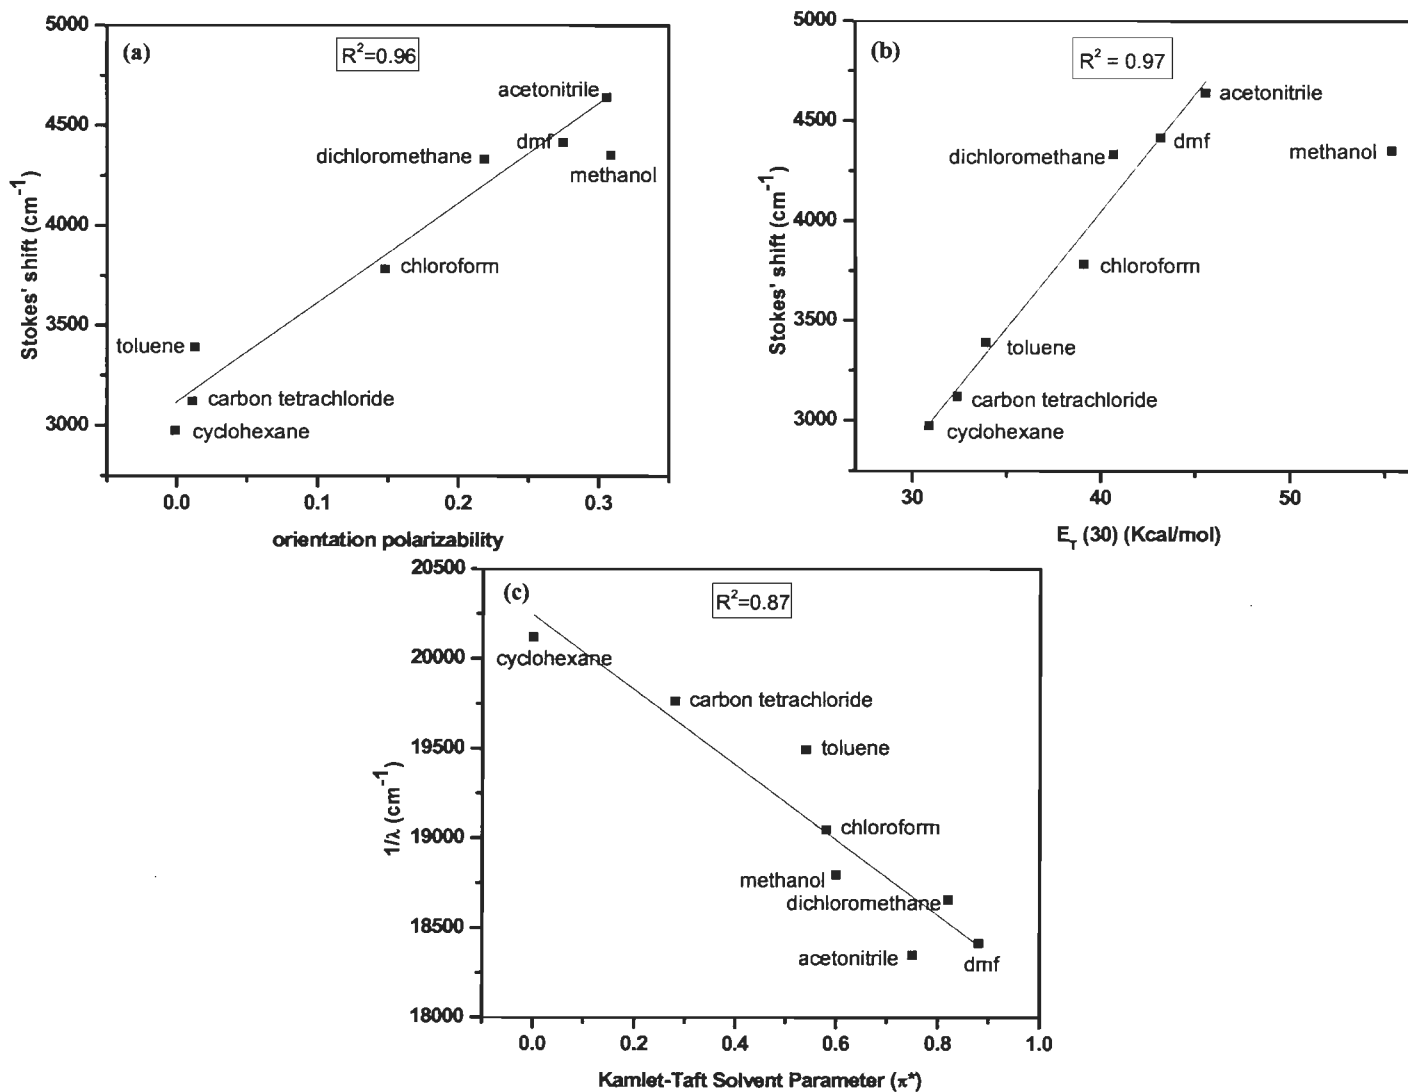 (a)
R²=0.96
5000
4500
4000
3500
3000
Stokes' shift (cm⁻¹)
acetonitrile
dmf
dichloromethane
methanol
chloroform
toluene
carbon tetrachloride
cyclohexane
0.0 0.1 0.2 0.3
orientation polarizability
(b)
R² = 0.97
5000
4500
4000
3500
3000
Stokes' shift (cm⁻¹)
acetonitrile
dmf
dichloromethane
methanol
chloroform
toluene
carbon tetrachloride
cyclohexane
30 40 50
E_T (30) (Kcal/mol)
(c)
R²=0.87
20500
20000
19500
19000
18500
18000
1/λ (cm⁻¹)
cyclohexane
carbon tetrachloride
toluene
chloroform
methanol
dichloromethane
acetonitrile
dmf
0.0 0.2 0.4 0.6 0.8 1.0
Kamlet-Taft Solvent Parameter (π*)